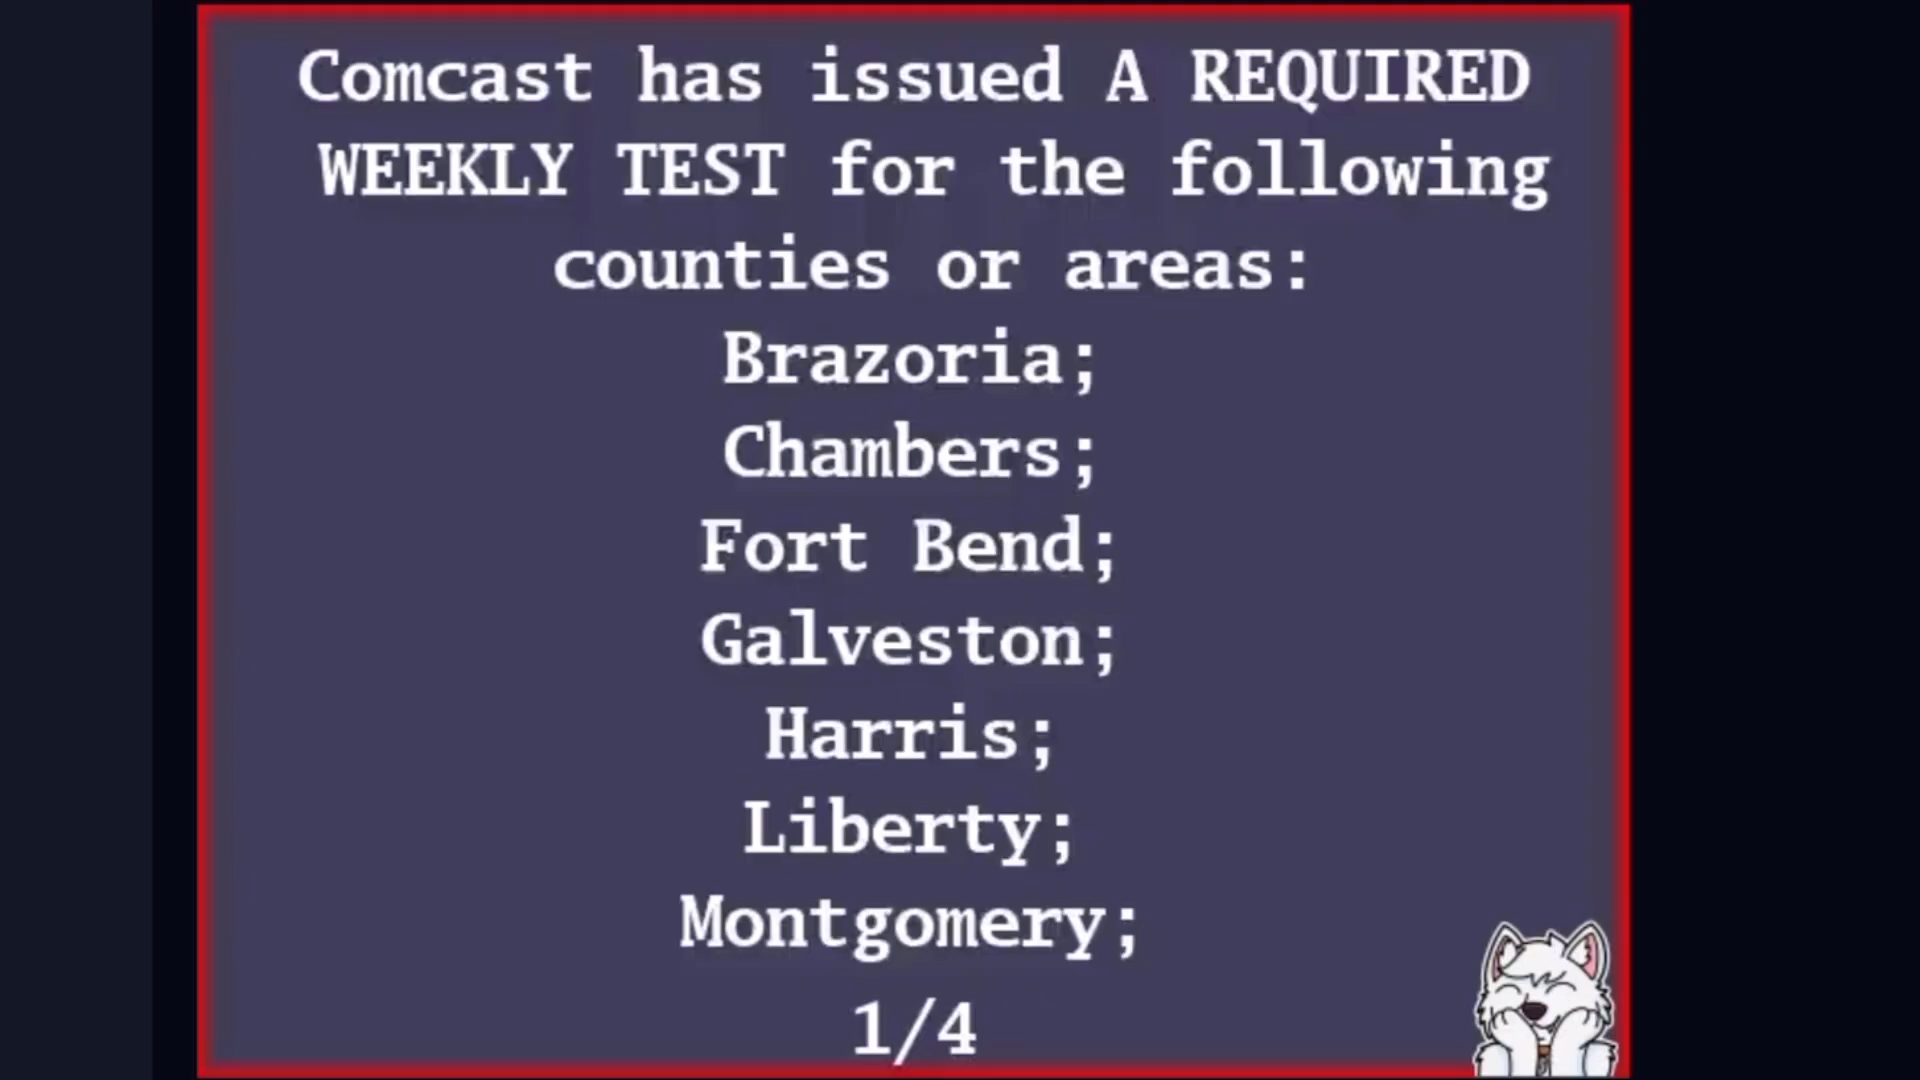 Comcast has issued A REQUIRED
WEEKLY TEST for the following
counties or areas:
Brazoria;
Chambers;
Fort Bend;
Galveston;
Harris;
Liberty;
Montgomery;
1/4